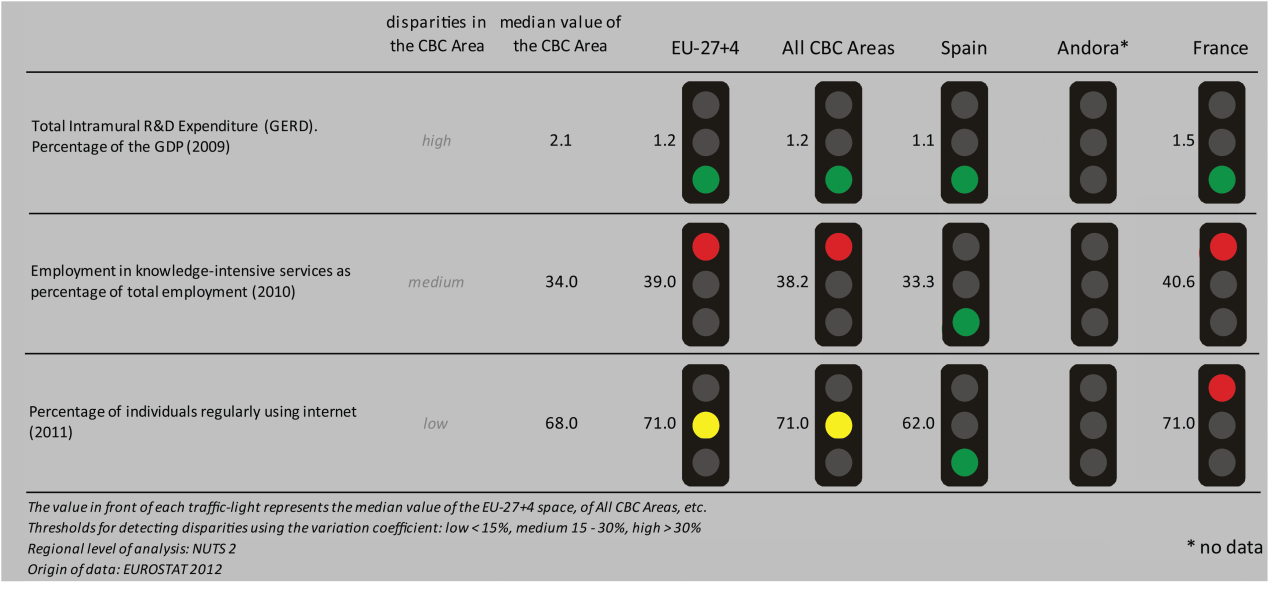 disparities in
the CBC Area
median value of
the CBC Area
EU-27+4
All CBC Areas
Spain
Andora*
France
Total Intramural R&D Expenditure (GERD).
Percentage of the GDP (2009)
high
2.1
1.2
1.2
1.1
1.5
Employment in knowledge-intensive services as
percentage of total employment (2010)
medium
34.0
39.0
38.2
33.3
40.6
Percentage of individuals regularly using internet
(2011)
low
68.0
71.0
71.0
62.0
71.0
The value in front of each traffic-light represents the median value of the EU-27+4 space, of All CBC Areas, etc.
Thresholds for detecting disparities using the variation coefficient: low < 15%, medium 15 - 30%, high > 30%
Regional level of analysis: NUTS 2
Origin of data: EUROSTAT 2012
* no data